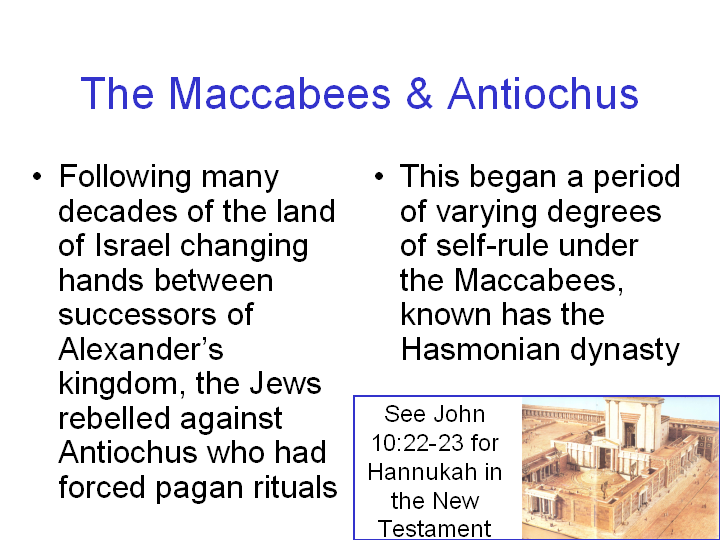 The Maccabees & Antiochus
• Following many
decades of the land
of Israel changing
hands between
successors of
Alexander's
kingdom, the Jews
rebelled against
Antiochus who had
forced pagan rituals
• This began a period
of varying degrees
of self-rule under
the Maccabees,
known has the
Hasmonian dynasty
See John
10:22-23 for
Hannukah in
the New
Testament